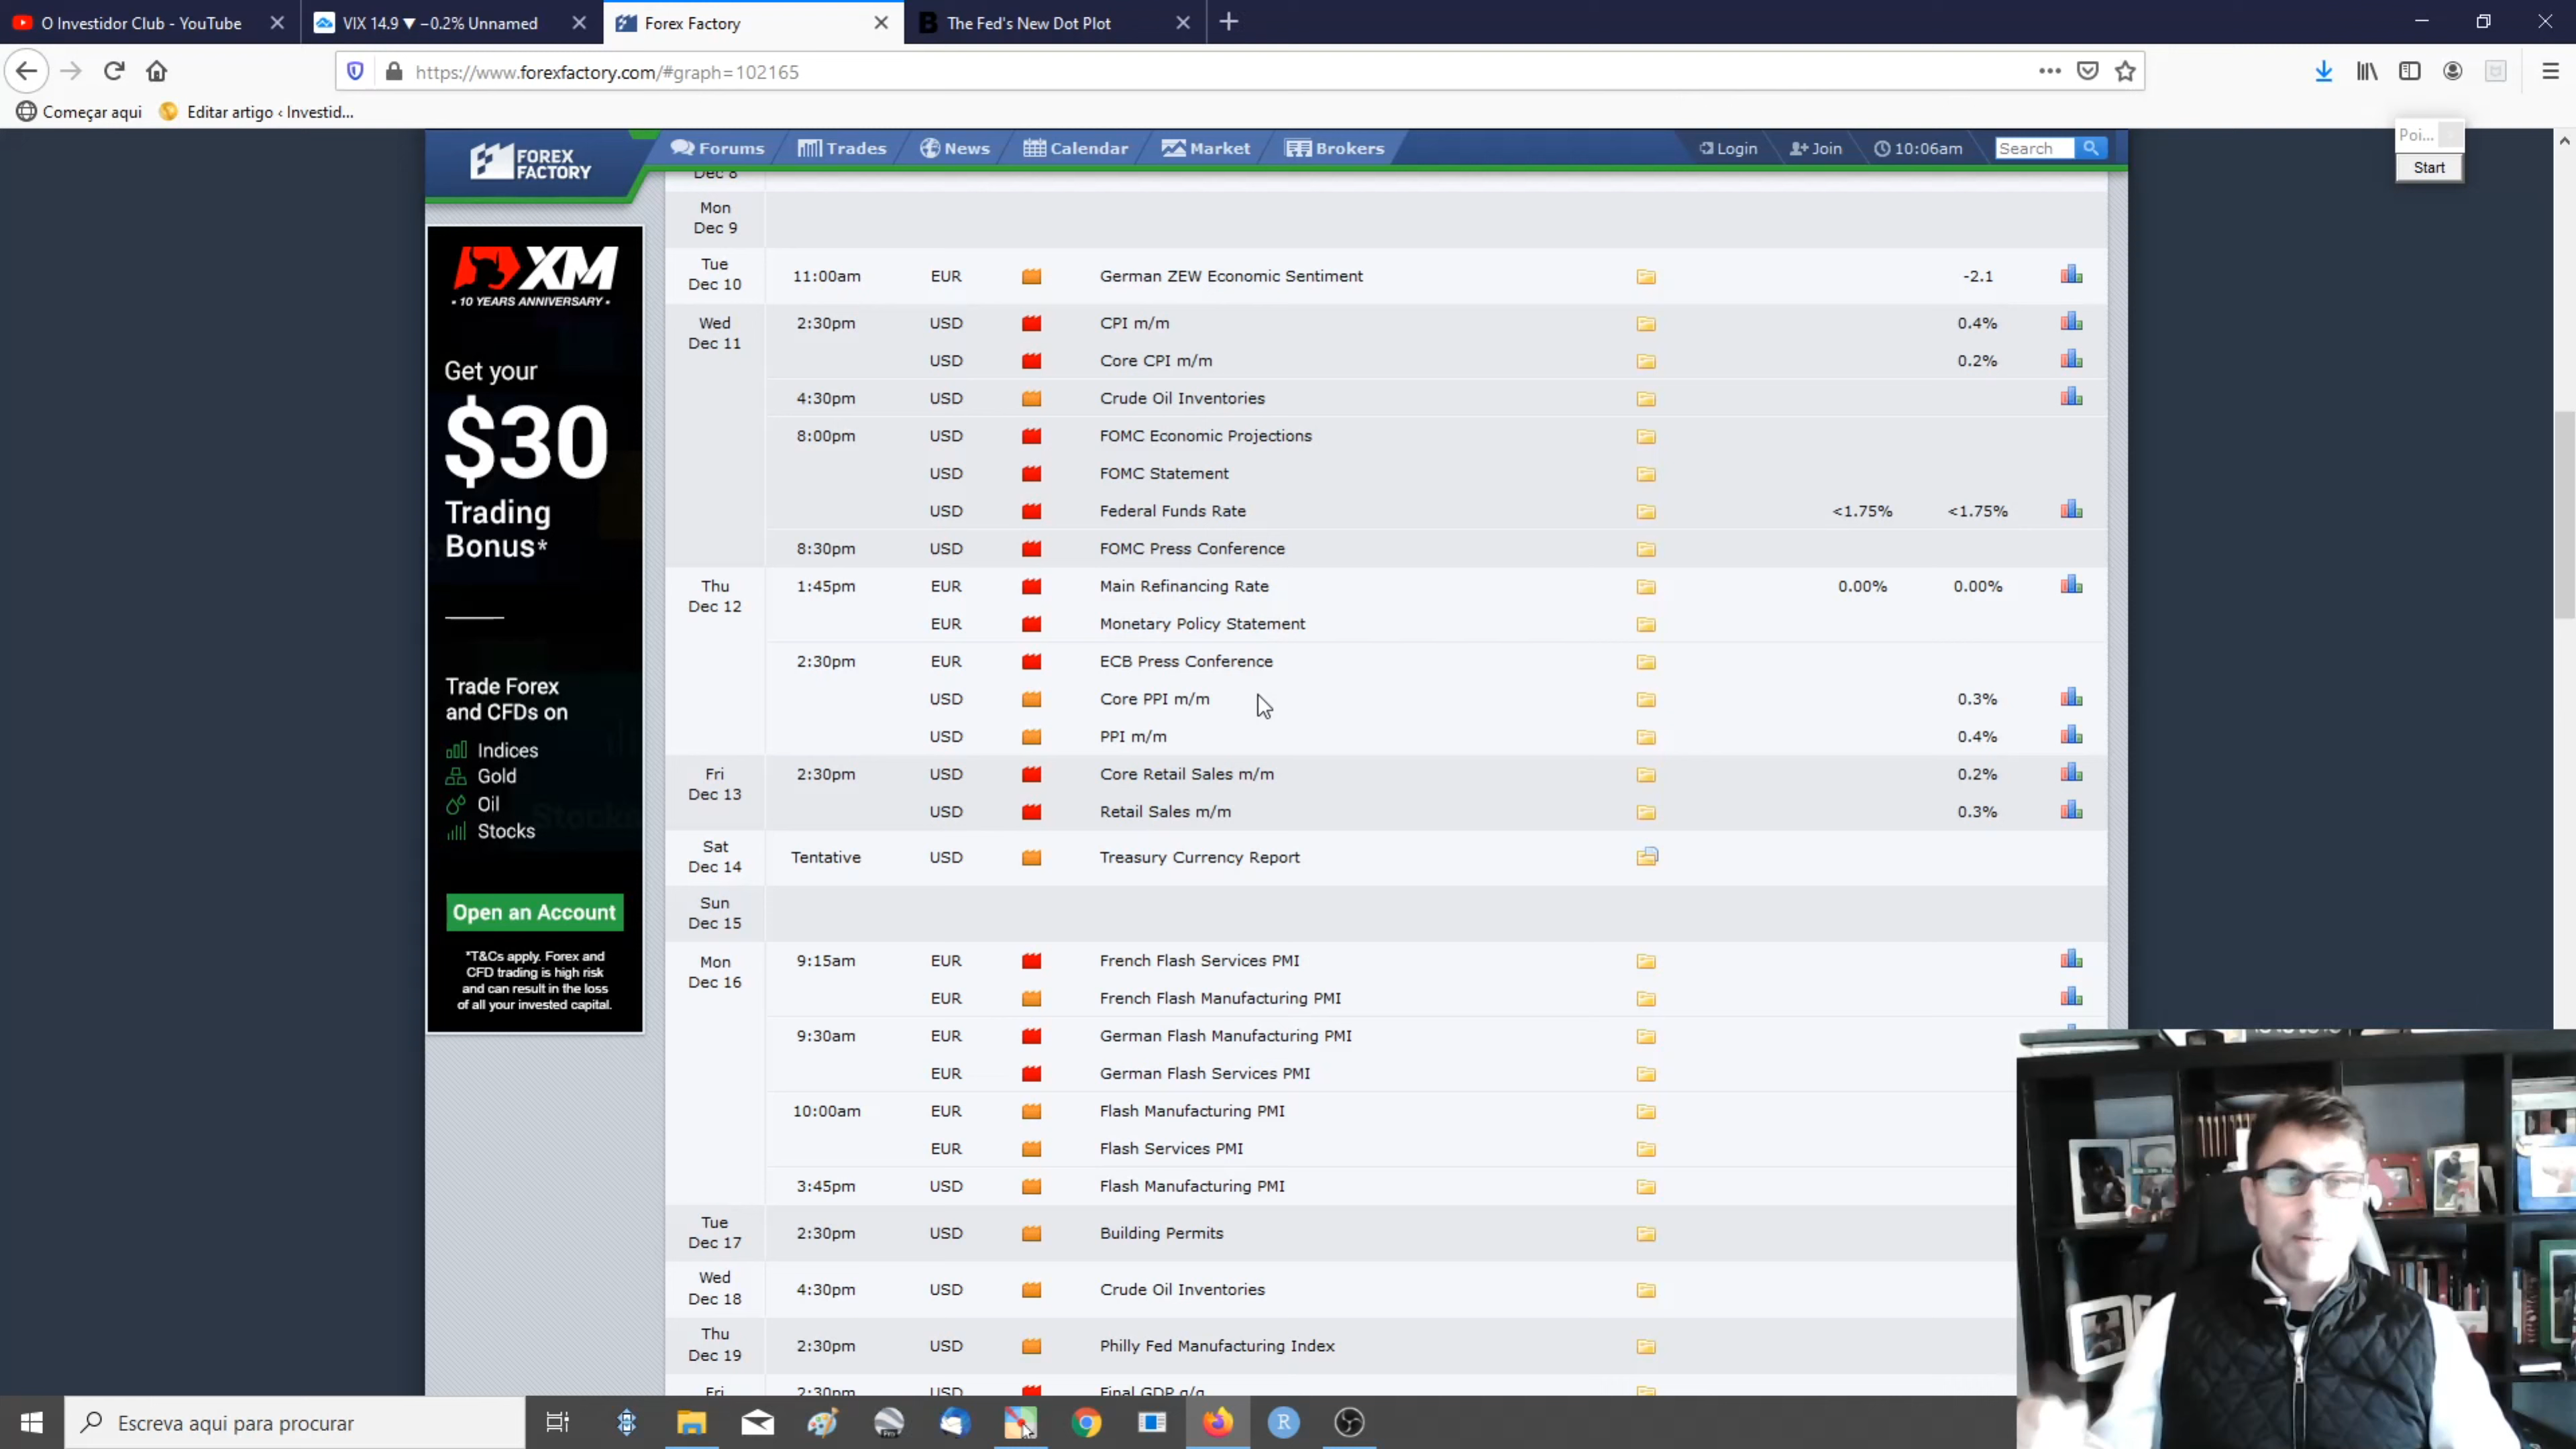 O Investidor Club - YouTube
VIX 14.9 ▼ −0.2% Unnamed
Forex Factory
The Fed's New Dot Plot
https://www.forexfactory.com/#graph=102165
Começar aqui
Editar artigo ‹ Investid...
Poi...
Start
FOREX
FACTORY
Forums
Trades
News
Calendar
Market
Brokers
Login
Join
10:06am
Search
XM
• 10 YEARS ANNIVERSARY •
Get your
$30
Trading
Bonus*
Trade Forex
and CFDs on
Indices
Gold
Oil
Stocks
Open an Account
*T&Cs apply. Forex and
CFD trading is high risk
and can result in the loss
of all your invested capital.
Dec 8
Mon
Dec 9
Tue
Dec 10
11:00am EUR German ZEW Economic Sentiment -2.1
Wed
Dec 11
2:30pm USD CPI m/m 0.4%
USD Core CPI m/m 0.2%
4:30pm USD Crude Oil Inventories
8:00pm USD FOMC Economic Projections
USD FOMC Statement
USD Federal Funds Rate <1.75% <1.75%
8:30pm USD FOMC Press Conference
Thu
Dec 12
1:45pm EUR Main Refinancing Rate 0.00% 0.00%
EUR Monetary Policy Statement
2:30pm EUR ECB Press Conference
USD Core PPI m/m 0.3%
USD PPI m/m 0.4%
Fri
Dec 13
2:30pm USD Core Retail Sales m/m 0.2%
USD Retail Sales m/m 0.3%
Sat
Dec 14
Tentative USD Treasury Currency Report
Sun
Dec 15
Mon
Dec 16
9:15am EUR French Flash Services PMI
EUR French Flash Manufacturing PMI
9:30am EUR German Flash Manufacturing PMI
EUR German Flash Services PMI
10:00am EUR Flash Manufacturing PMI
EUR Flash Services PMI
3:45pm USD Flash Manufacturing PMI
Tue
Dec 17
2:30pm USD Building Permits
Wed
Dec 18
4:30pm USD Crude Oil Inventories
Thu
Dec 19
2:30pm USD Philly Fed Manufacturing Index
Fri 2:30pm USD Final GDP q/q
Escreva aqui para procurar